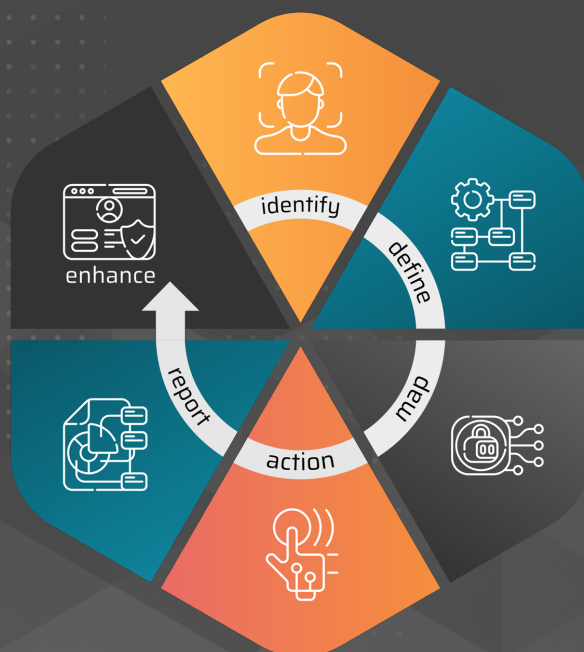 identify
define
map
action
report
enhance